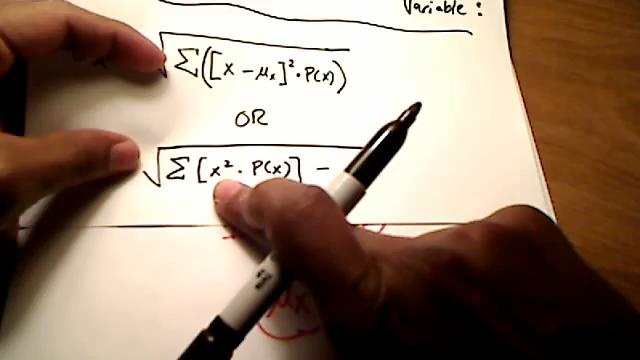 Variable :
√Σ([x - μx]² · P(x))
OR
√Σ[x² · P(x)] -